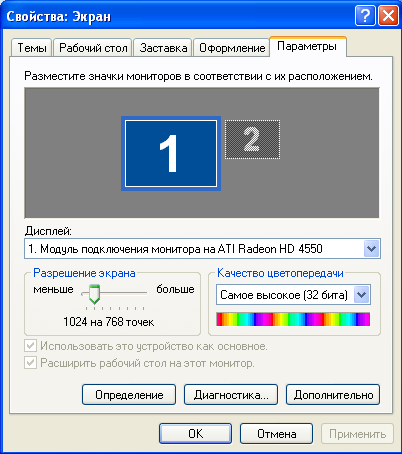 Свойства: Экран
Темы Рабочий стол Заставка Оформление Параметры
Разместите значки мониторов в соответствии с их расположением.
1 2
Дисплей:
1. Модуль подключения монитора на ATI Radeon HD 4550
Разрешение экрана
меньше больше
1024 на 768 точек
Качество цветопередачи
Самое высокое (32 бита)
Использовать это устройство как основное.
Расширить рабочий стол на этот монитор.
Определение Диагностика... Дополнительно
ОК Отмена Применить